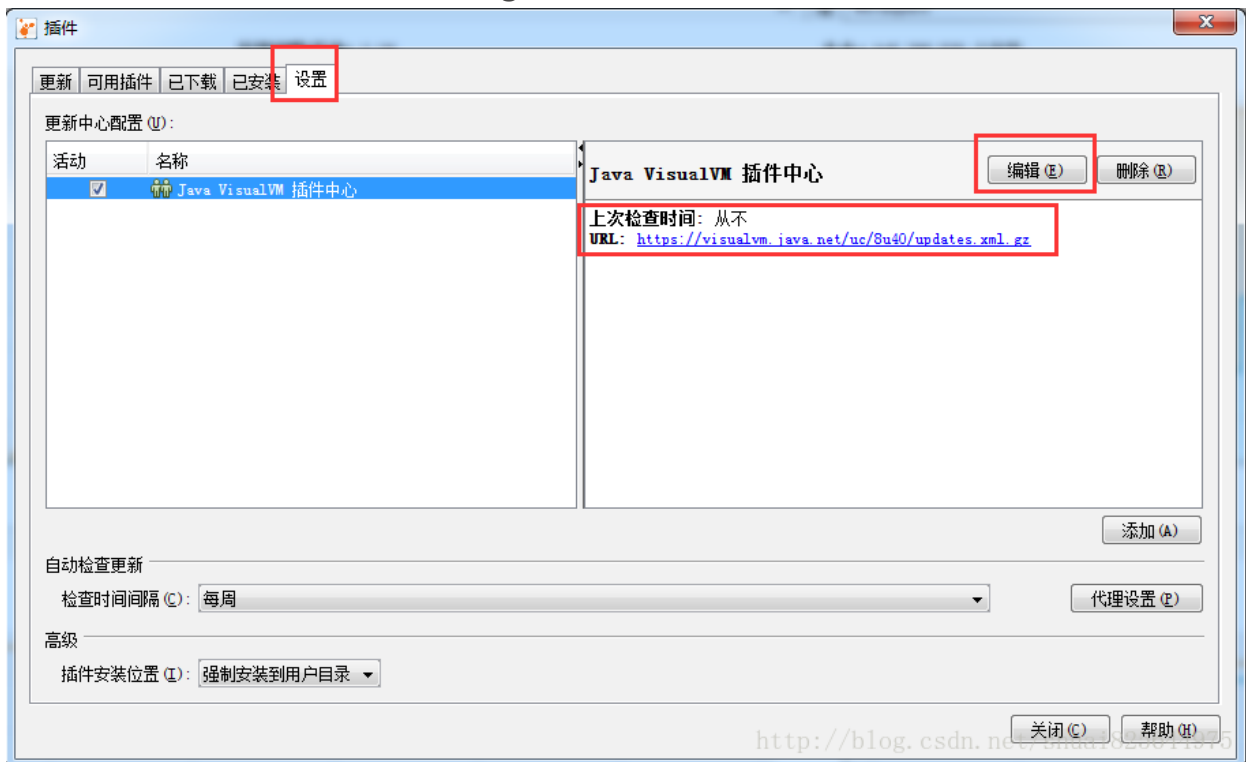 插件
更新 可用插件 已下载 已安装 设置
更新中心配置(U):
活动 名称
Java VisualVM 插件中心
Java VisualVM 插件中心 编辑(E) 删除(R)
上次检查时间: 从不
URL: https://visualvm.java.net/uc/8u40/updates.xml.gz
添加(A)
自动检查更新
检查时间间隔(C): 每周 代理设置(P)
高级
插件安装位置(I): 强制安装到用户目录
关闭(C) 帮助(H)